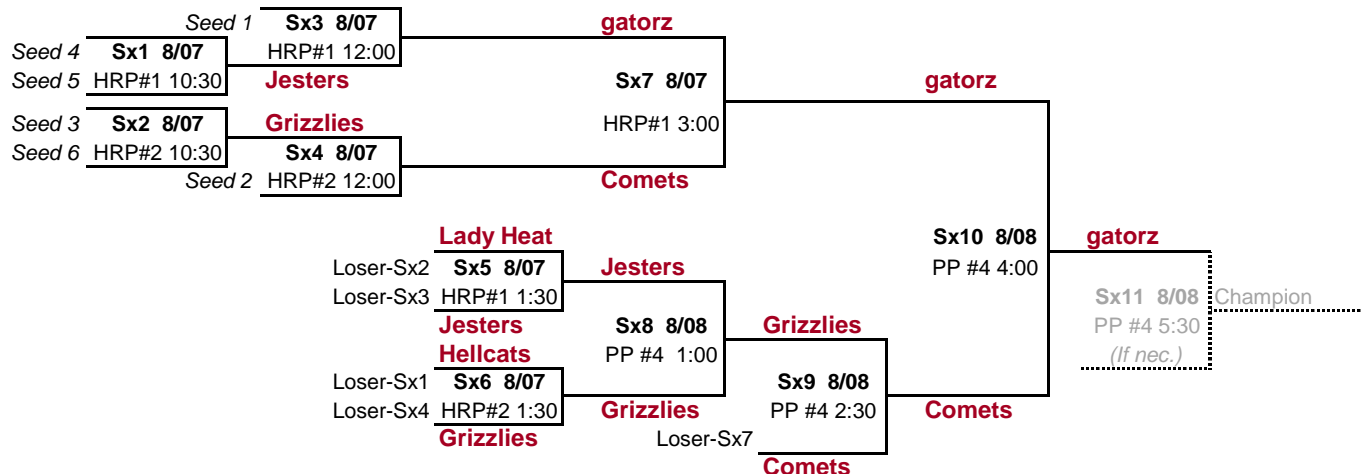 Seed 1 Sx3 8/07 gatorz
Seed 4 Sx1 8/07 HRP#1 12:00
Seed 5 HRP#1 10:30 Jesters Sx7 8/07 gatorz
Seed 3 Sx2 8/07 Grizzlies HRP#1 3:00
Seed 6 HRP#2 10:30 Sx4 8/07
Seed 2 HRP#2 12:00 Comets
Lady Heat Sx10 8/08 gatorz
Loser-Sx2 Sx5 8/07 Jesters PP #4 4:00
Loser-Sx3 HRP#1 1:30 Sx11 8/08 Champion
Jesters Sx8 8/08 Grizzlies PP #4 5:30
Hellcats PP #4 1:00 (If nec.)
Loser-Sx1 Sx6 8/07 Sx9 8/08
Loser-Sx4 HRP#2 1:30 Grizzlies PP #4 2:30 Comets
Grizzlies Loser-Sx7
Comets